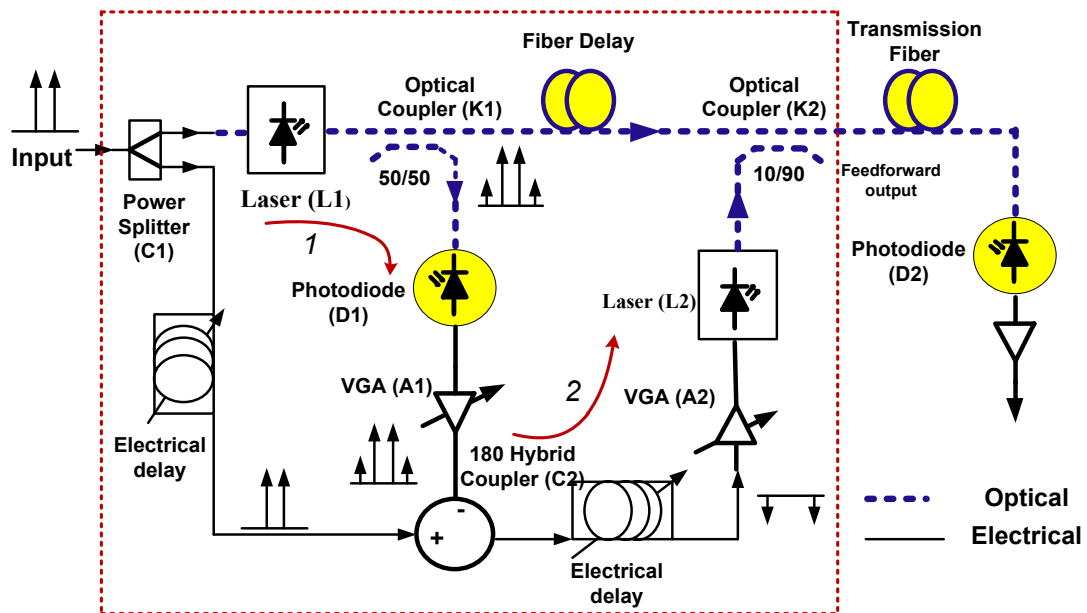 Fiber Delay
Transmission
Fiber
Optical
Coupler (K1)
Optical
Coupler (K2)
Input
50/50
10/90
Feedforward
output
Power
Splitter
(C1)
Laser (L1)
1
Photodiode
(D1)
Laser (L2)
Photodiode
(D2)
VGA (A1)
2
VGA (A2)
Electrical
delay
180 Hybrid
Coupler (C2)
-
+
Electrical
delay
Optical
Electrical